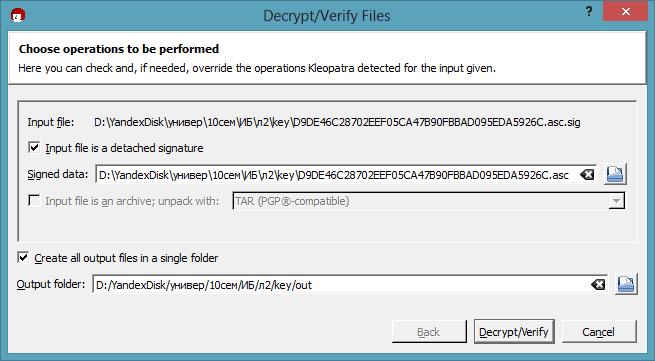 Decrypt/Verify Files
Choose operations to be performed
Here you can check and, if needed, override the operations Kleopatra detected for the input given.
Input file: D:\YandexDisk\универ\10сем\ИБ\л2\key\D9DE46C28702EEF05CA47B90FBBAD095EDA5926C.asc.sig
Input file is a detached signature
Signed data: D:\YandexDisk\универ\10сем\ИБ\л2\key\D9DE46C28702EEF05CA47B90FBBAD095EDA5926C.asc
Input file is an archive; unpack with: TAR (PGP®-compatible)
Create all output files in a single folder
Output folder: D:/YandexDisk/универ/10сем/ИБ/л2/key/out
Back Decrypt/Verify Cancel